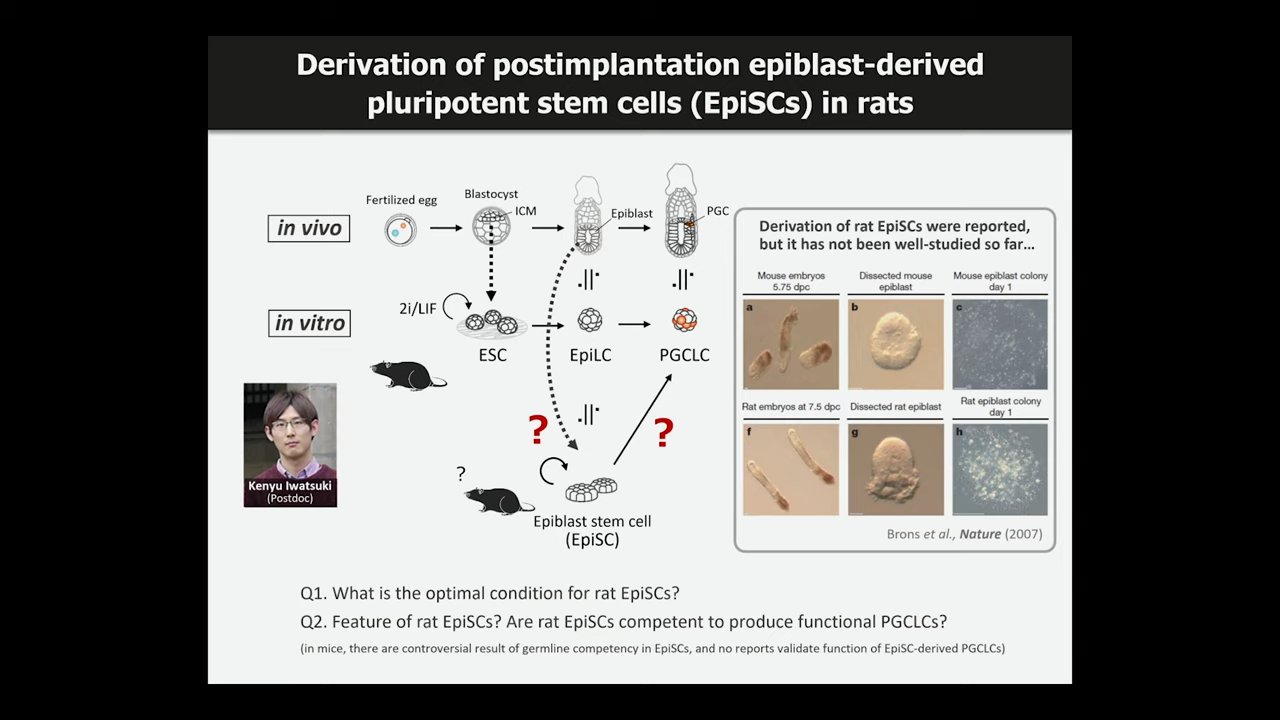 Derivation of postimplantation epiblast-derived
pluripotent stem cells (EpiSCs) in rats
in vivo
Fertilized egg
Blastocyst
ICM
Epiblast
PGC
in vitro
2i/LIF
ESC
EpiLC
PGCLC
?
?
?
Epiblast stem cell
(EpiSC)
Kenyu Iwatsuki
(Postdoc)
Derivation of rat EpiSCs were reported,
but it has not been well-studied so far...
Mouse embryos
5.75 dpc
Dissected mouse
epiblast
Mouse epiblast colony
day 1
a
b
c
Rat embryos at 7.5 dpc
Dissected rat epiblast
Rat epiblast colony
day 1
f
g
h
Brons et al., Nature (2007)
Q1. What is the optimal condition for rat EpiSCs?
Q2. Feature of rat EpiSCs? Are rat EpiSCs competent to produce functional PGCLCs?
(in mice, there are controversial result of germline competency in EpiSCs, and no reports validate function of EpiSC-derived PGCLCs)